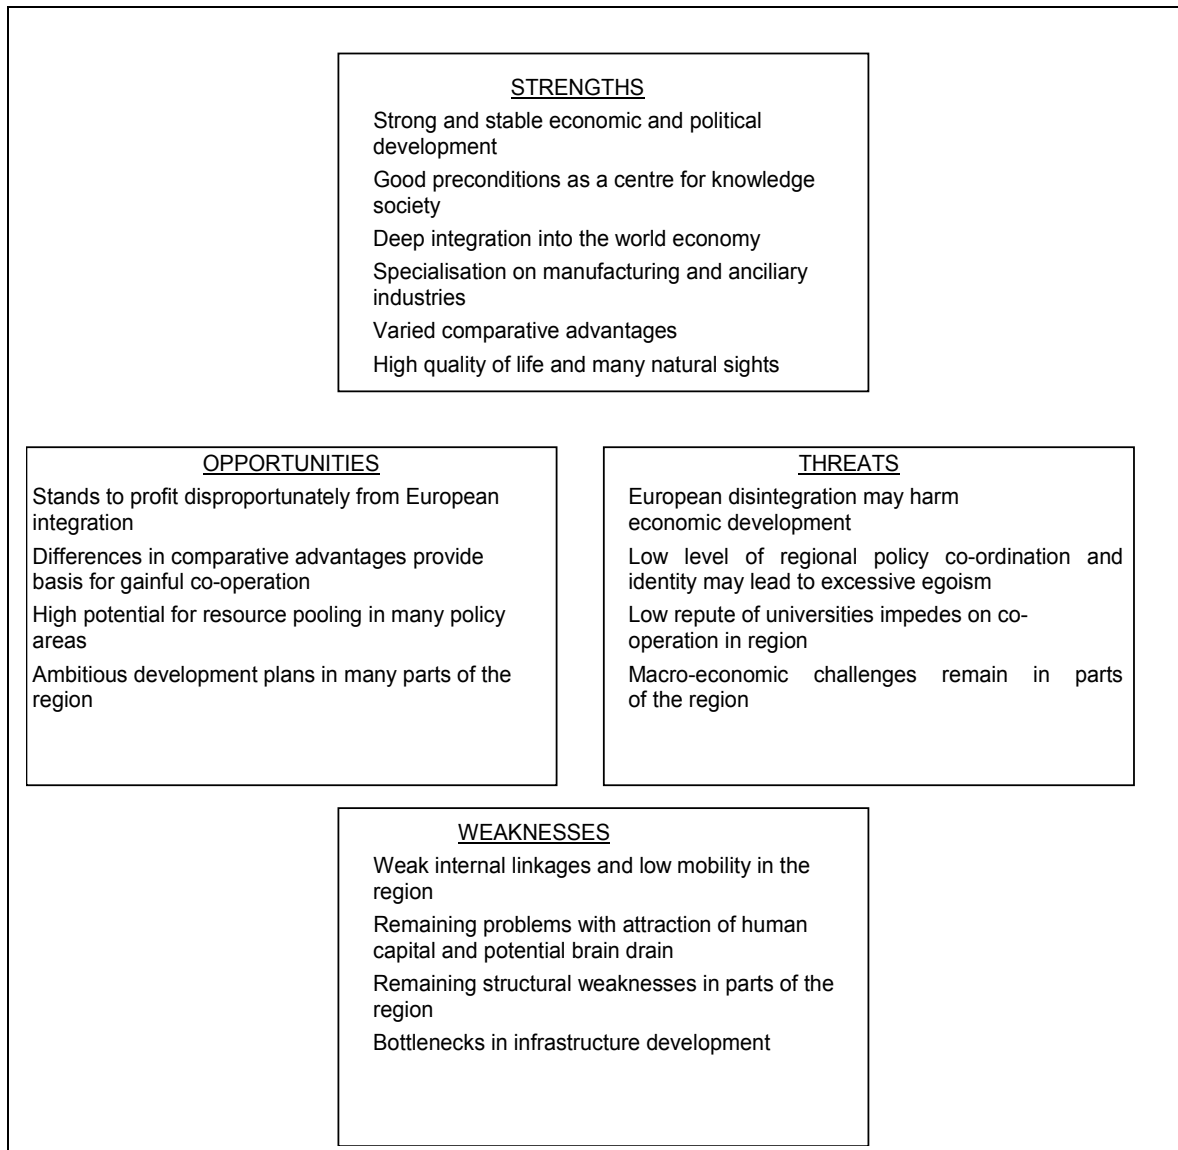 STRENGTHS
Strong and stable economic and political
development
Good preconditions as a centre for knowledge
society
Deep integration into the world economy
Specialisation on manufacturing and anciliary
industries
Varied comparative advantages
High quality of life and many natural sights
OPPORTUNITIES
Stands to profit disproportunately from European
integration
Differences in comparative advantages provide
basis for gainful co-operation
High potential for resource pooling in many policy
areas
Ambitious development plans in many parts of the
region
THREATS
European disintegration may harm
economic development
Low level of regional policy co-ordination and
identity may lead to excessive egoism
Low repute of universities impedes on co-
operation in region
Macro-economic challenges remain in parts
of the region
WEAKNESSES
Weak internal linkages and low mobility in the
region
Remaining problems with attraction of human
capital and potential brain drain
Remaining structural weaknesses in parts of the
region
Bottlenecks in infrastructure development